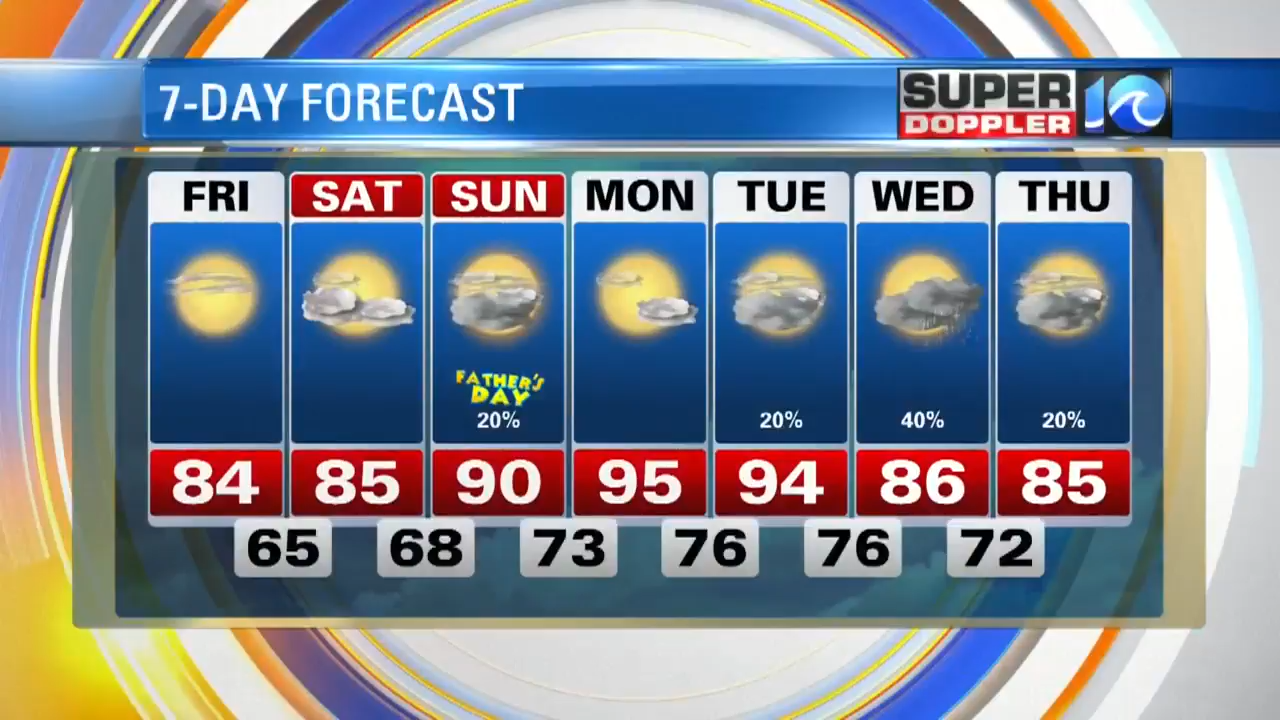 7-DAY FORECAST
SUPER
DOPPLER
10
FRI SAT SUN MON TUE WED THU
FATHER'S
DAY
20% 20% 40% 20%
84 85 90 95 94 86 85
65 68 73 76 76 72